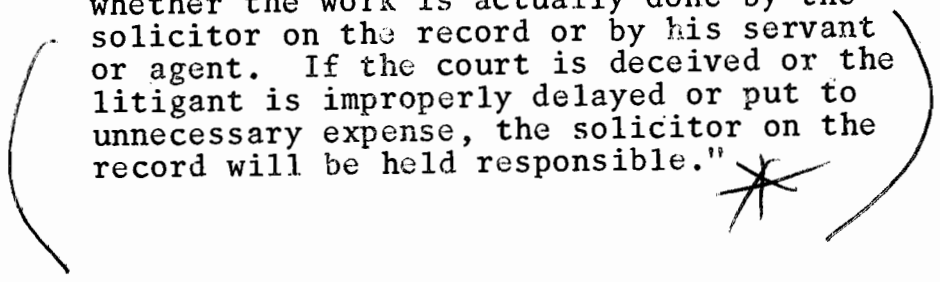 whether the work is actually done by the
solicitor on the record or by his servant
or agent. If the court is deceived or the
litigant is improperly delayed or put to
unnecessary expense, the solicitor on the
record will be held responsible."